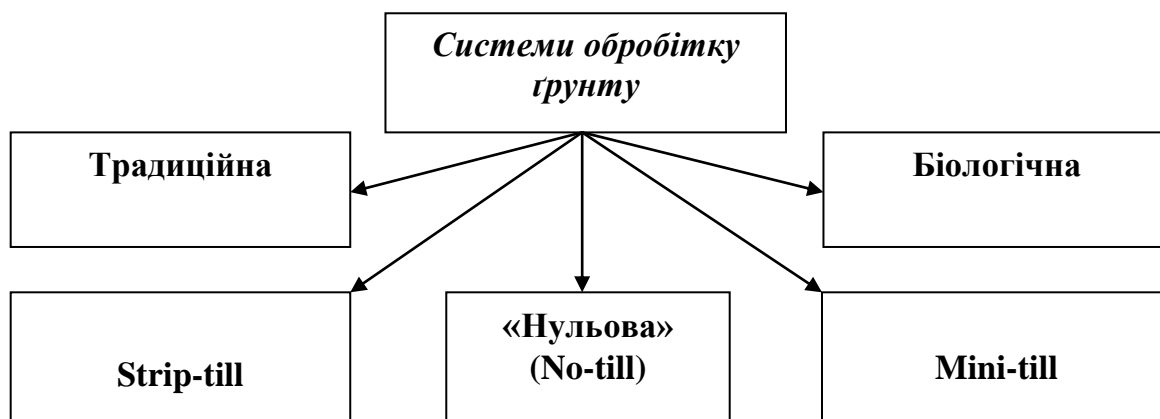 Системи обробітку
ґрунту
Традиційна
Біологічна
Strip-till
«Нульова»
(No-till)
Mini-till